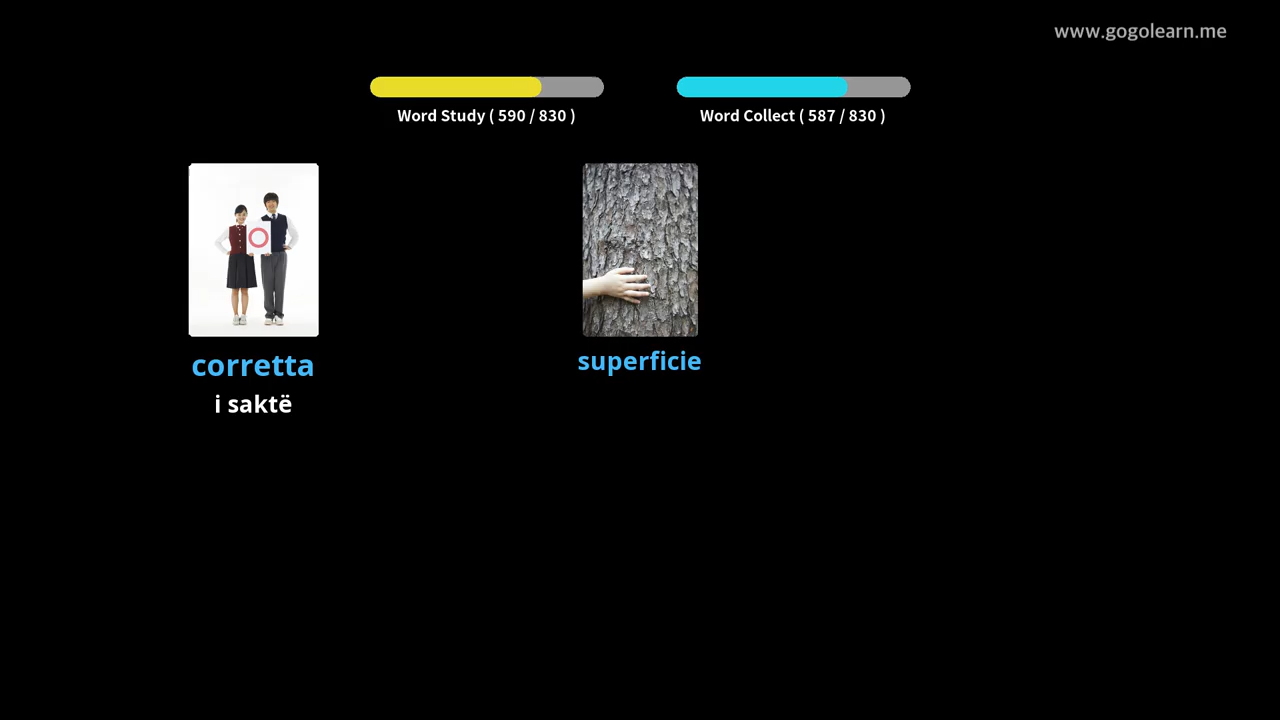 www.gogolearn.me
Word Study ( 590 / 830 )
Word Collect ( 587 / 830 )
corretta
i saktë
superficie